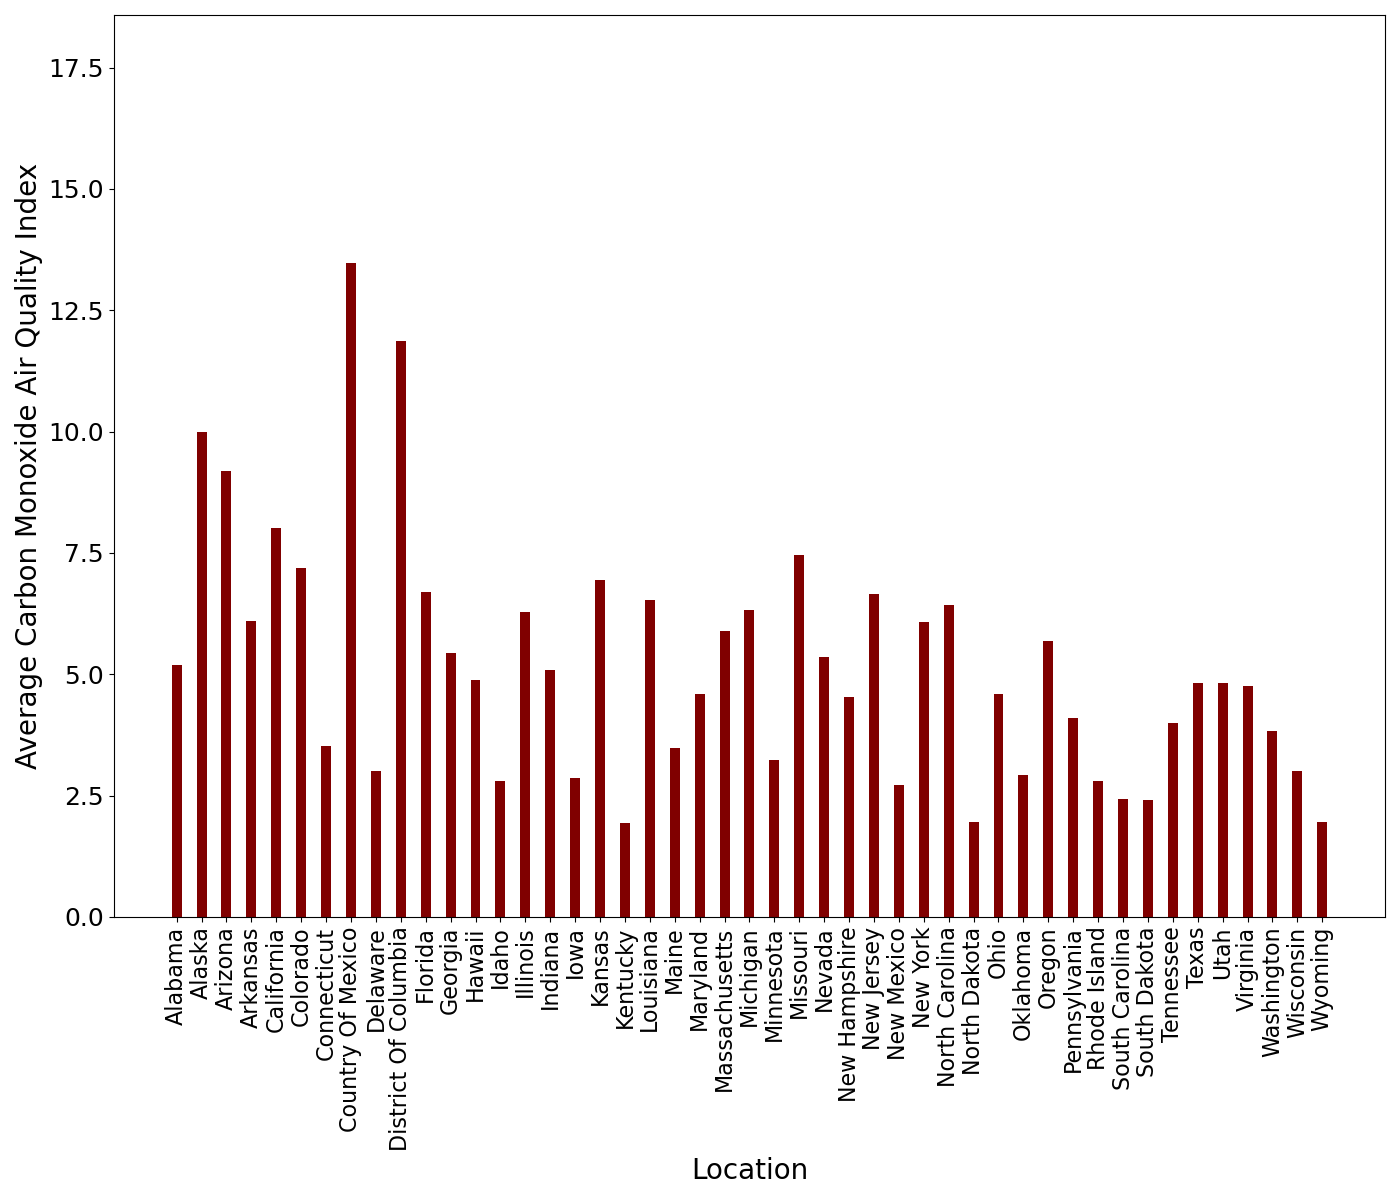 17.5
15.0
12.5
10.0
7.5
5.0
2.5
0.0
Average Carbon Monoxide Air Quality Index
Alabama
Alaska
Arizona
Arkansas
California
Colorado
Connecticut
Country Of Mexico
Delaware
District Of Columbia
Florida
Georgia
Hawaii
Idaho
Illinois
Indiana
Iowa
Kansas
Kentucky
Louisiana
Maine
Maryland
Massachusetts
Michigan
Minnesota
Missouri
Nevada
New Hampshire
New Jersey
New Mexico
New York
North Carolina
North Dakota
Ohio
Oklahoma
Oregon
Pennsylvania
Rhode Island
South Carolina
South Dakota
Tennessee
Texas
Utah
Virginia
Washington
Wisconsin
Wyoming
Location